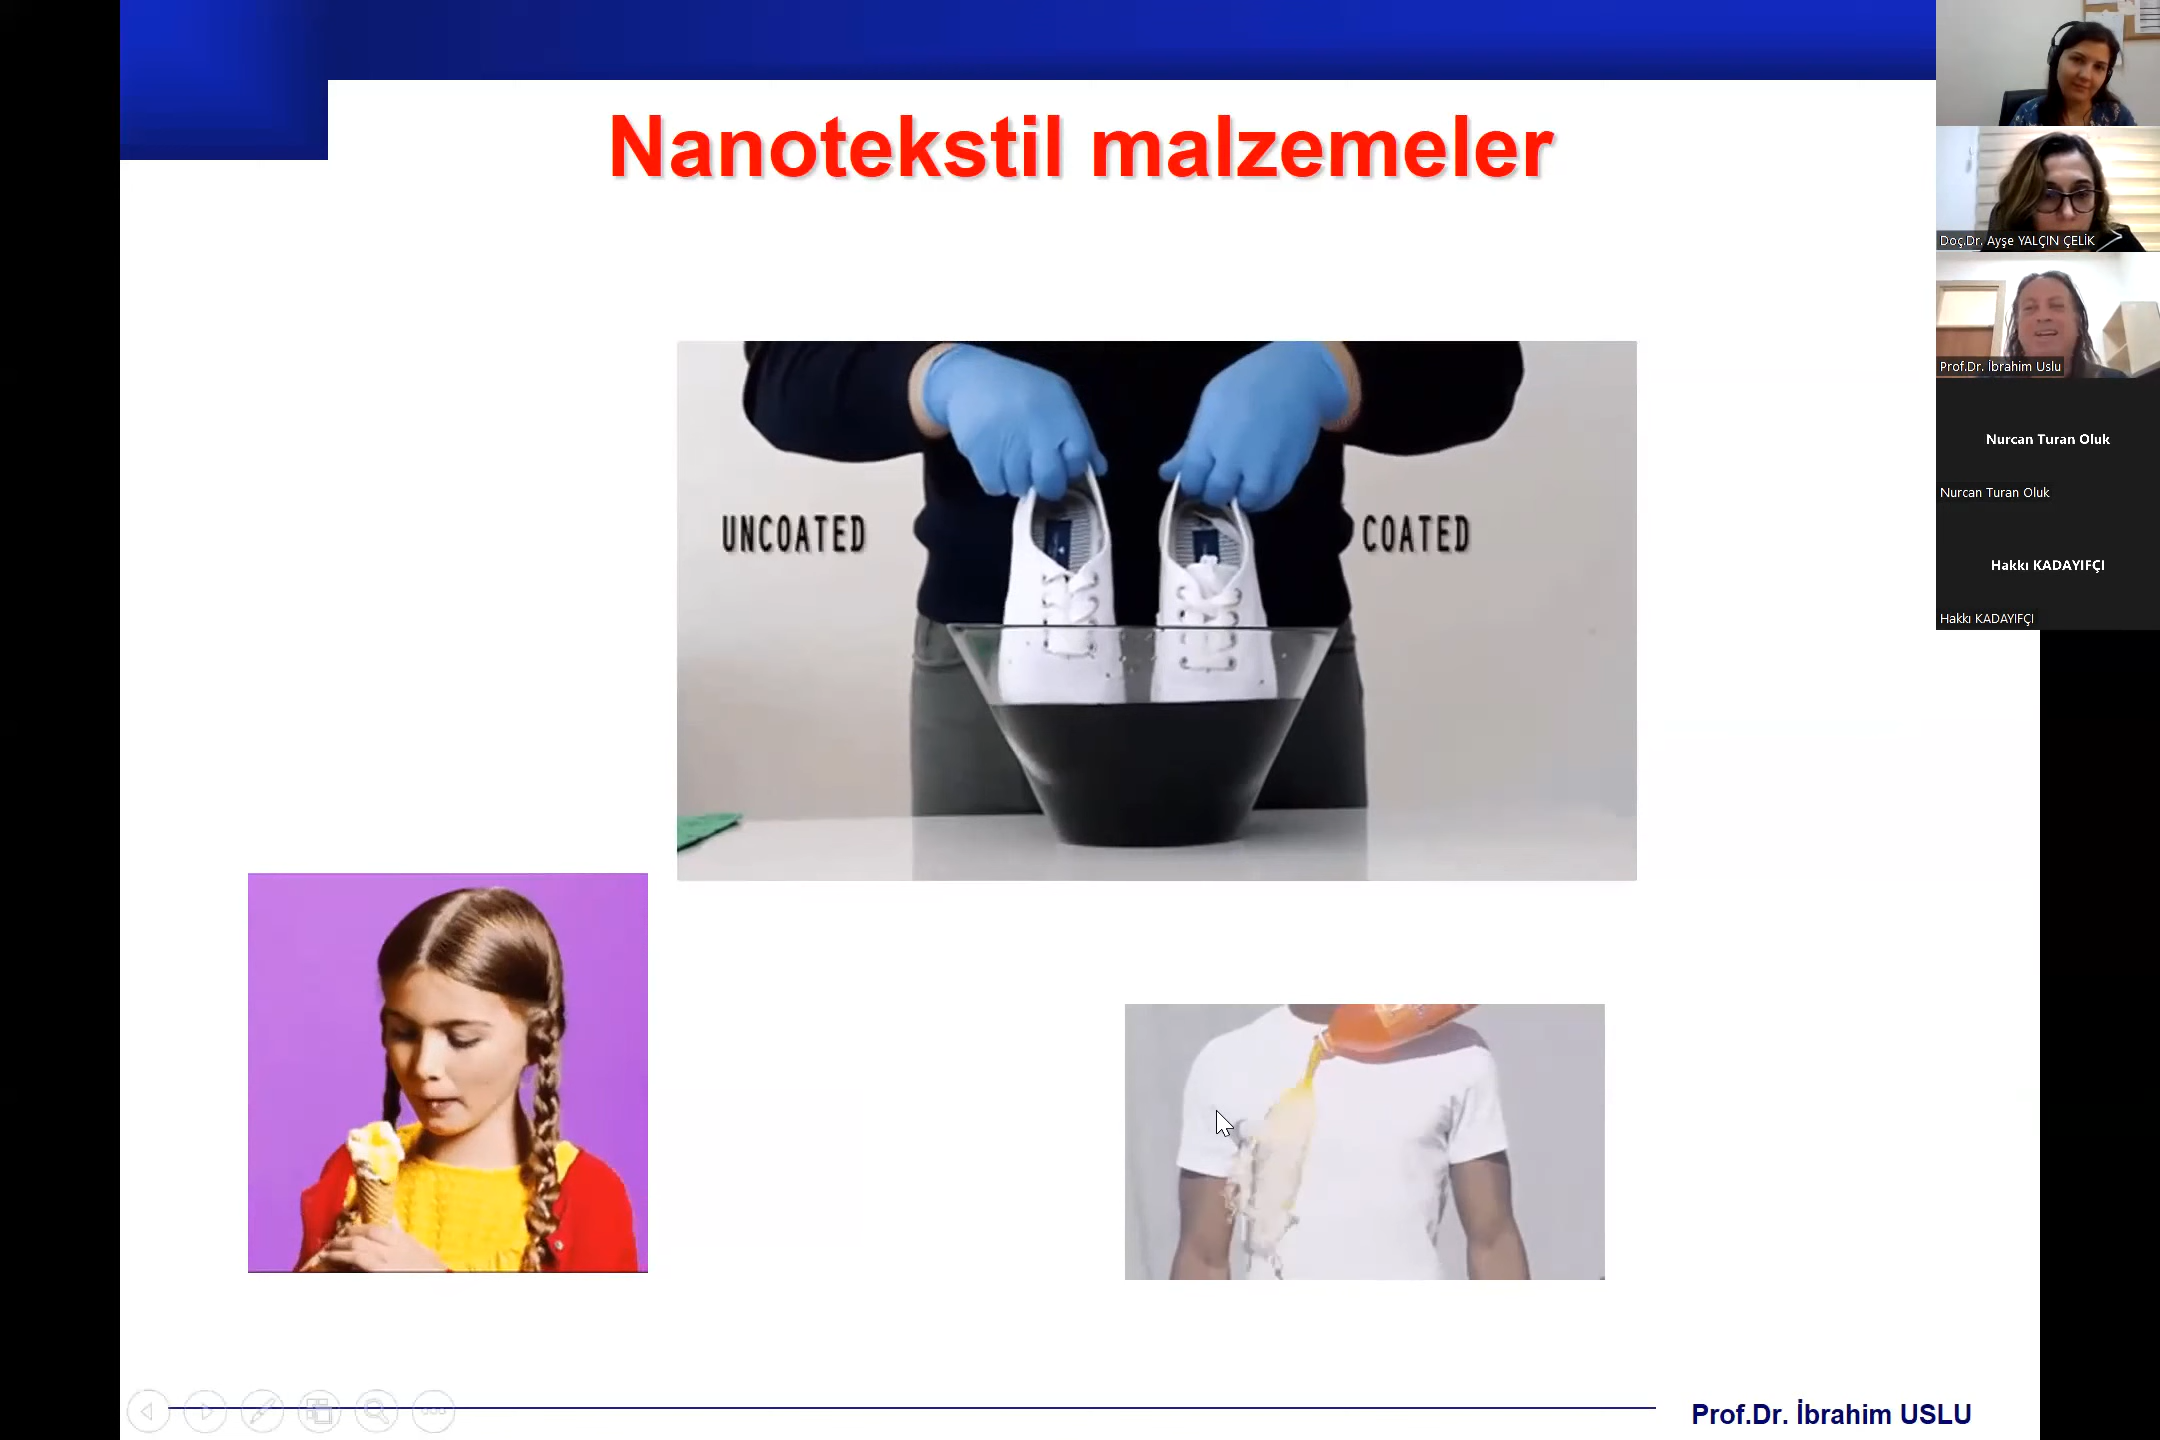 Nanotekstil malzemeler
UNCOATED
COATED
Prof.Dr. İbrahim USLU
Doç.Dr. Ayşe YALÇIN ÇELİK
Prof.Dr. İbrahim Uslu
Nurcan Turan Oluk
Nurcan Turan Oluk
Hakkı KADAYIFÇI
Hakkı KADAYIFÇI